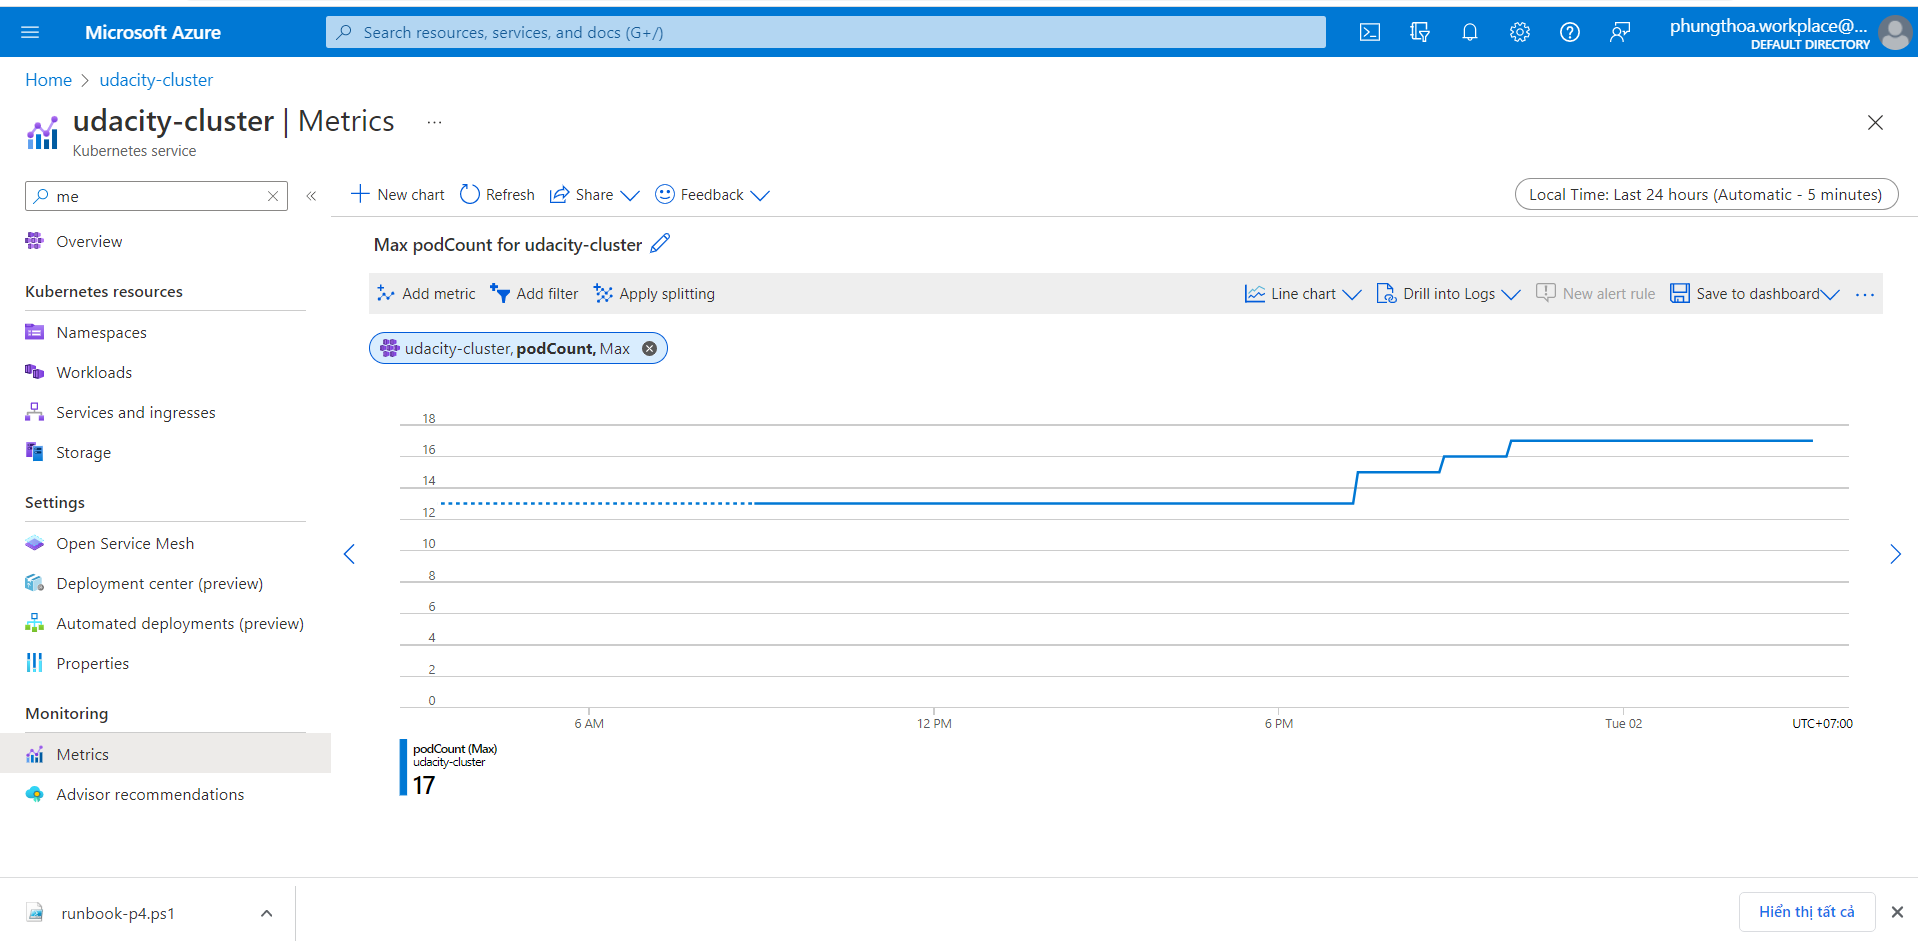 Microsoft Azure
Search resources, services, and docs (G+/)
phungthoa.workplace@...
DEFAULT DIRECTORY
Home > udacity-cluster
udacity-cluster | Metrics ...
Kubernetes service
me
New chart Refresh Share Feedback
Local Time: Last 24 hours (Automatic - 5 minutes)
Overview
Kubernetes resources
Namespaces
Workloads
Services and ingresses
Storage
Settings
Open Service Mesh
Deployment center (preview)
Automated deployments (preview)
Properties
Monitoring
Metrics
Advisor recommendations
Max podCount for udacity-cluster
Add metric Add filter Apply splitting Line chart Drill into Logs New alert rule Save to dashboard ...
udacity-cluster, podCount, Max
18
16
14
12
10
8
6
4
2
0
6 AM 12 PM 6 PM Tue 02 UTC+07:00
podCount (Max)
udacity-cluster
17
runbook-p4.ps1
Hiển thị tất cả